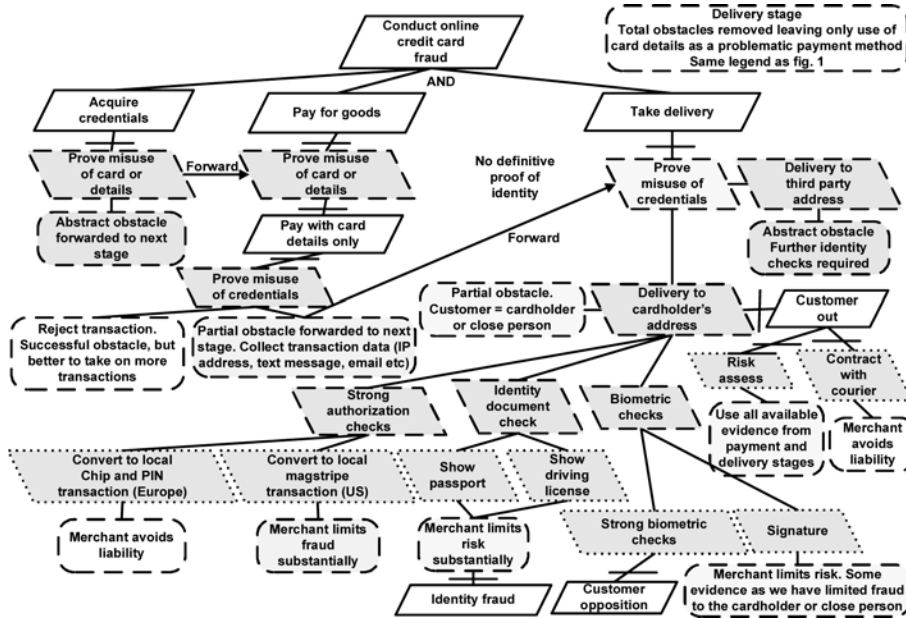 Conduct online
credit card
fraud
Delivery stage
Total obstacles removed leaving only use of
card details as a problematic payment method
Same legend as fig. 1
AND
Acquire
credentials
Pay for goods
Take delivery
Prove misuse
of card or
details
Forward
Prove misuse
of card or
details
No definitive
proof of
identity
Prove
misuse of
credentials
Delivery to
third party
address
Abstract obstacle
forwarded to next
stage
Pay with card
details only
Forward
Abstract obstacle
Further identity
checks required
Prove misuse
of credentials
Partial obstacle.
Customer = cardholder
or close person
Delivery to
cardholder's
address
Customer
out
Reject transaction.
Successful obstacle, but
better to take on more
transactions
Partial obstacle forwarded to next
stage. Collect transaction data (IP
address, text message, email etc)
Risk
assess
Contract
with
courier
Strong
authorization
checks
Identity
document
check
Biometric
checks
Use all available
evidence from
payment and
delivery stages
Merchant
avoids
liability
Convert to local
Chip and PIN
transaction (Europe)
Convert to local
magstripe
transaction (US)
Show
passport
Show
driving
license
Merchant avoids
liability
Merchant limits
fraud
substantially
Merchant limits
risk
substantially
Strong biometric
checks
Signature
Identity fraud
Customer
opposition
Merchant limits risk. Some
evidence as we have limited fraud
to the cardholder or close person